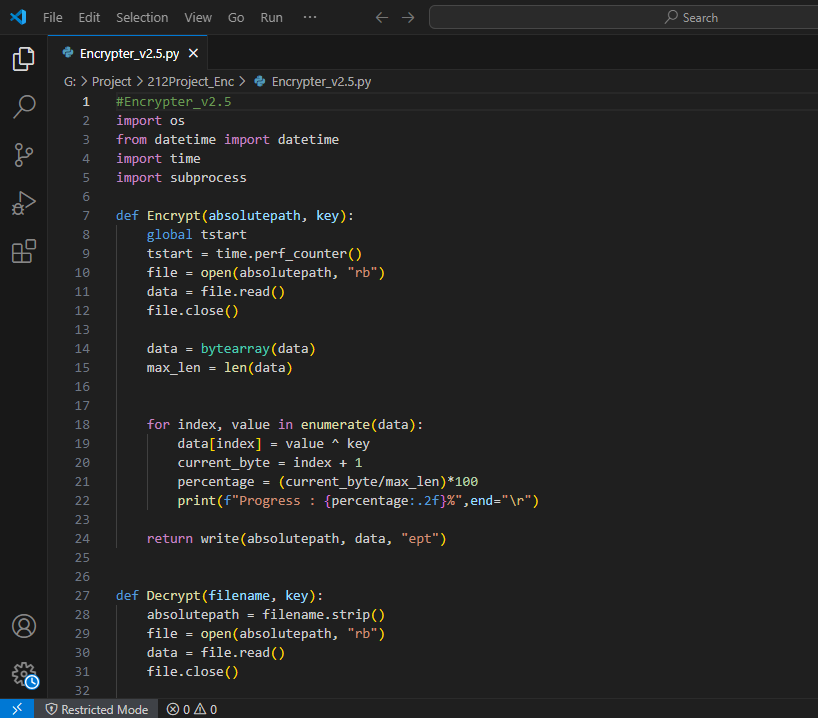 File Edit Selection View Go Run ··· Search
Encrypter_v2.5.py
G: > Project > 212Project_Enc > Encrypter_v2.5.py
1 #Encrypter_v2.5
2 import os
3 from datetime import datetime
4 import time
5 import subprocess
6
7 def Encrypt(absolutepath, key):
8     global tstart
9     tstart = time.perf_counter()
10     file = open(absolutepath, "rb")
11     data = file.read()
12     file.close()
13
14     data = bytearray(data)
15     max_len = len(data)
16
17
18     for index, value in enumerate(data):
19         data[index] = value ^ key
20         current_byte = index + 1
21         percentage = (current_byte/max_len)*100
22         print(f"Progress : {percentage:.2f}%",end="\r")
23
24     return write(absolutepath, data, "ept")
25
26
27 def Decrypt(filename, key):
28     absolutepath = filename.strip()
29     file = open(absolutepath, "rb")
30     data = file.read()
31     file.close()
32
Restricted Mode 0 0